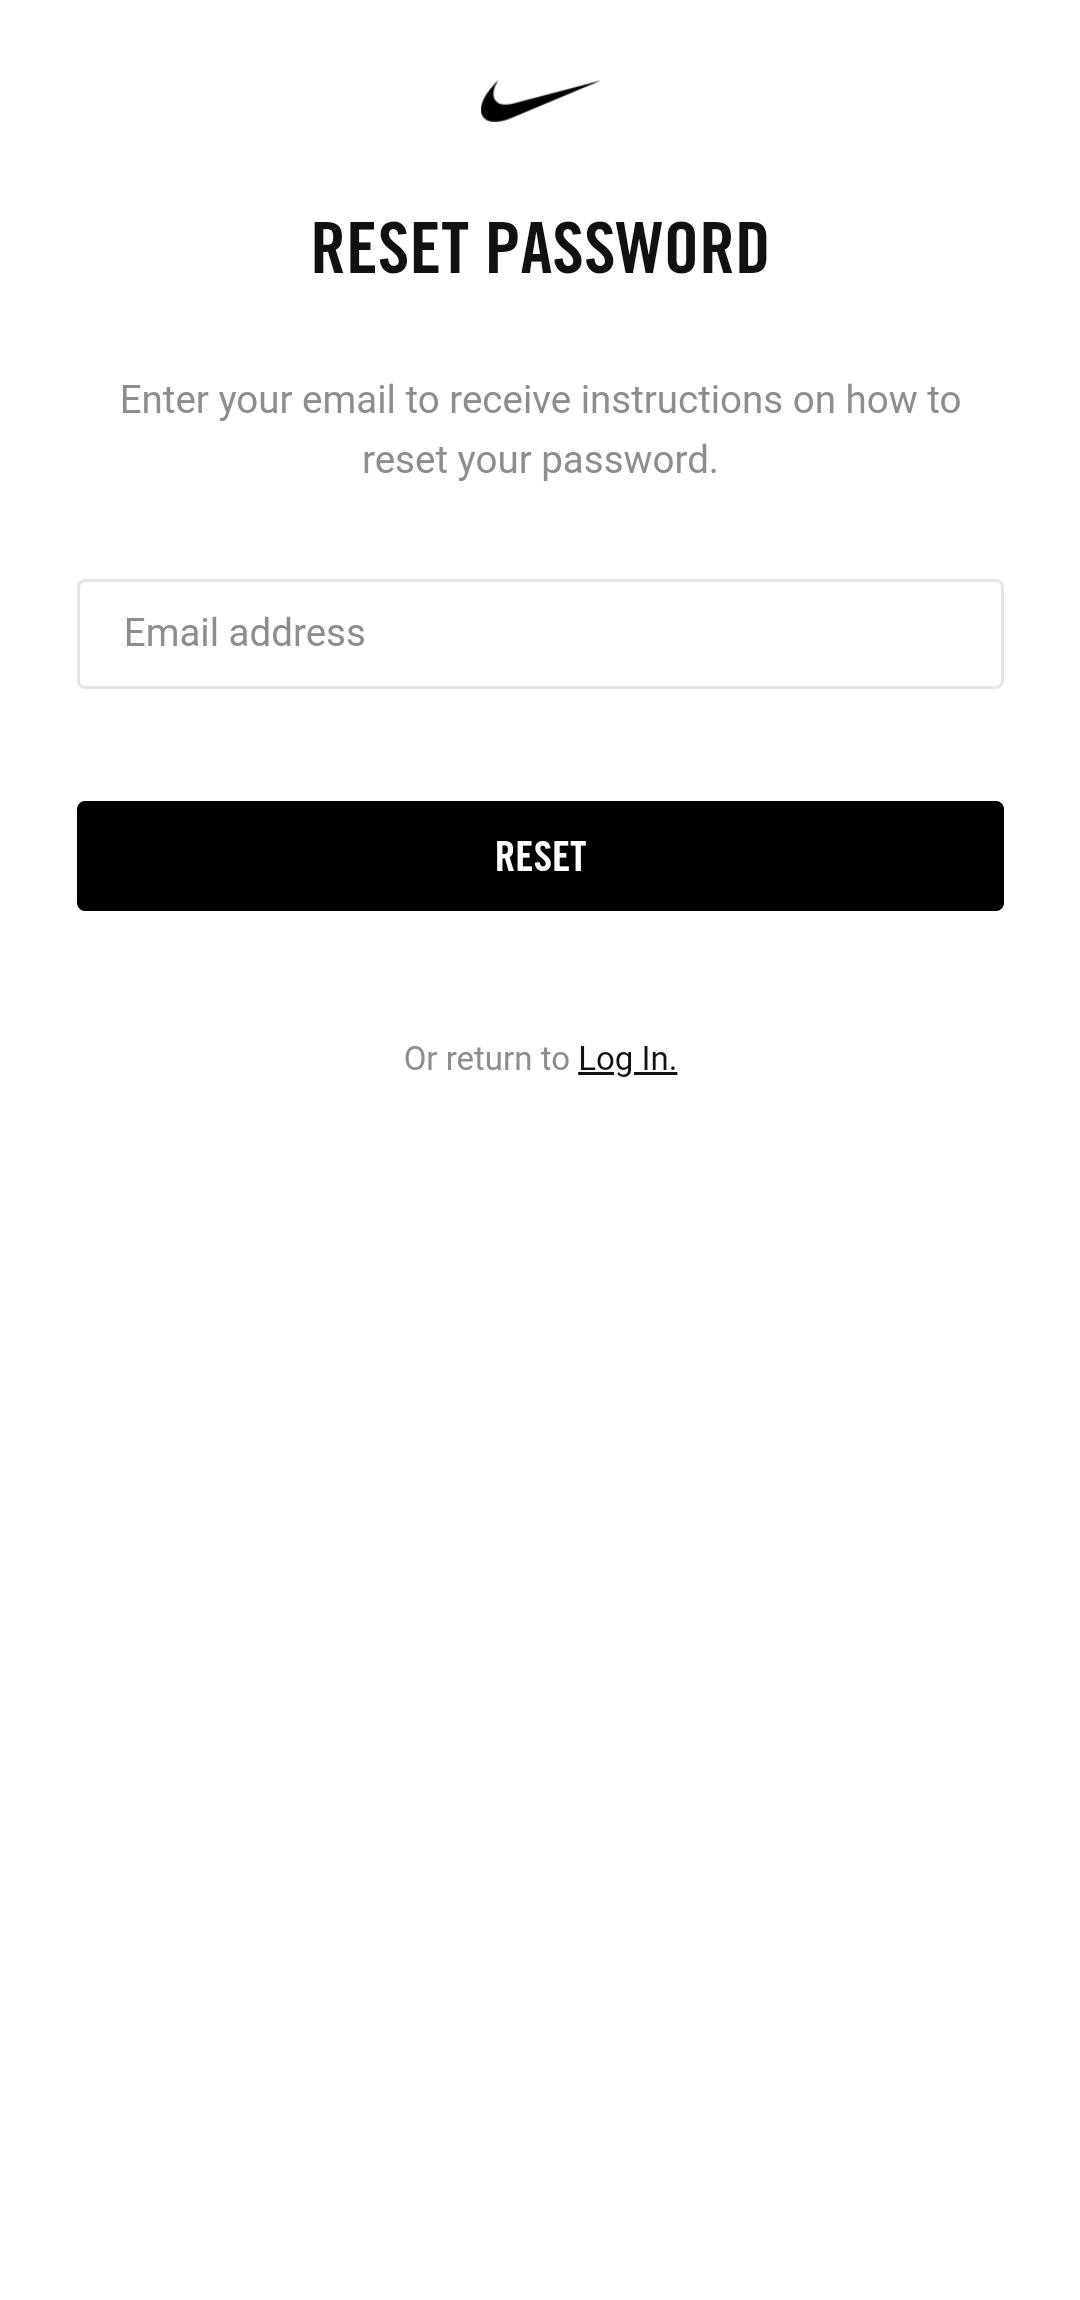 RESET PASSWORD
Enter your email to receive instructions on how to
reset your password.
Email address
RESET
Or return to Log In.